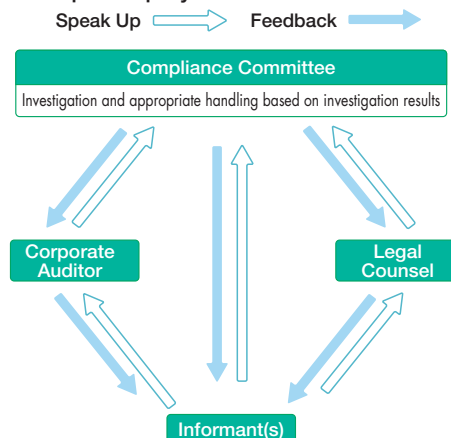 Speak Up Feedback
Compliance Committee
Investigation and appropriate handling based on investigation results
Corporate
Auditor
Legal
Counsel
Informant(s)